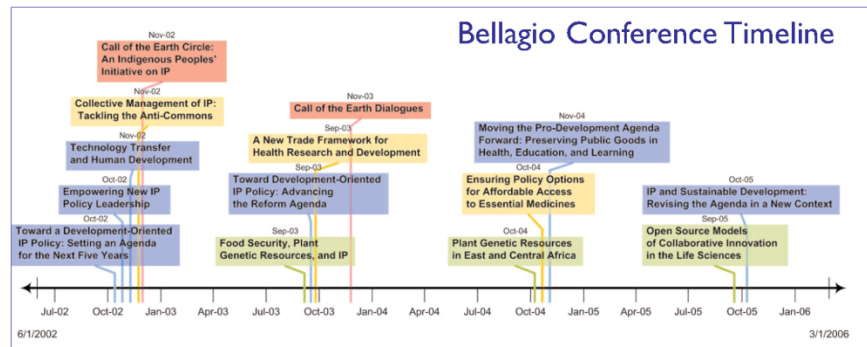 Bellagio Conference Timeline
Nov-02
Call of the Earth Circle:
An Indigenous Peoples'
Initiative on IP
Nov-02
Collective Management of IP:
Tackling the Anti-Commons
Nov-02
Technology Transfer
and Human Development
Oct-02
Empowering New IP
Policy Leadership
Oct-02
Toward a Development-Oriented
IP Policy: Setting an Agenda
for the Next Five Years
Nov-03
Call of the Earth Dialogues
Sep-03
A New Trade Framework for
Health Research and Development
Sep-03
Toward Development-Oriented
IP Policy: Advancing
the Reform Agenda
Sep-03
Food Security, Plant
Genetic Resources, and IP
Nov-04
Moving the Pro-Development Agenda
Forward: Preserving Public Goods in
Health, Education, and Learning
Oct-04
Ensuring Policy Options
for Affordable Access
to Essential Medicines
Oct-04
Plant Genetic Resources
in East and Central Africa
Oct-05
IP and Sustainable Development:
Revising the Agenda in a New Context
Sep-05
Open Source Models
of Collaborative Innovation
in the Life Sciences
Jul-02 Oct-02 Jan-03 Apr-03 Jul-03 Oct-03 Jan-04 Apr-04 Jul-04 Oct-04 Jan-05 Apr-05 Jul-05 Oct-05 Jan-06
6/1/2002 3/1/2006